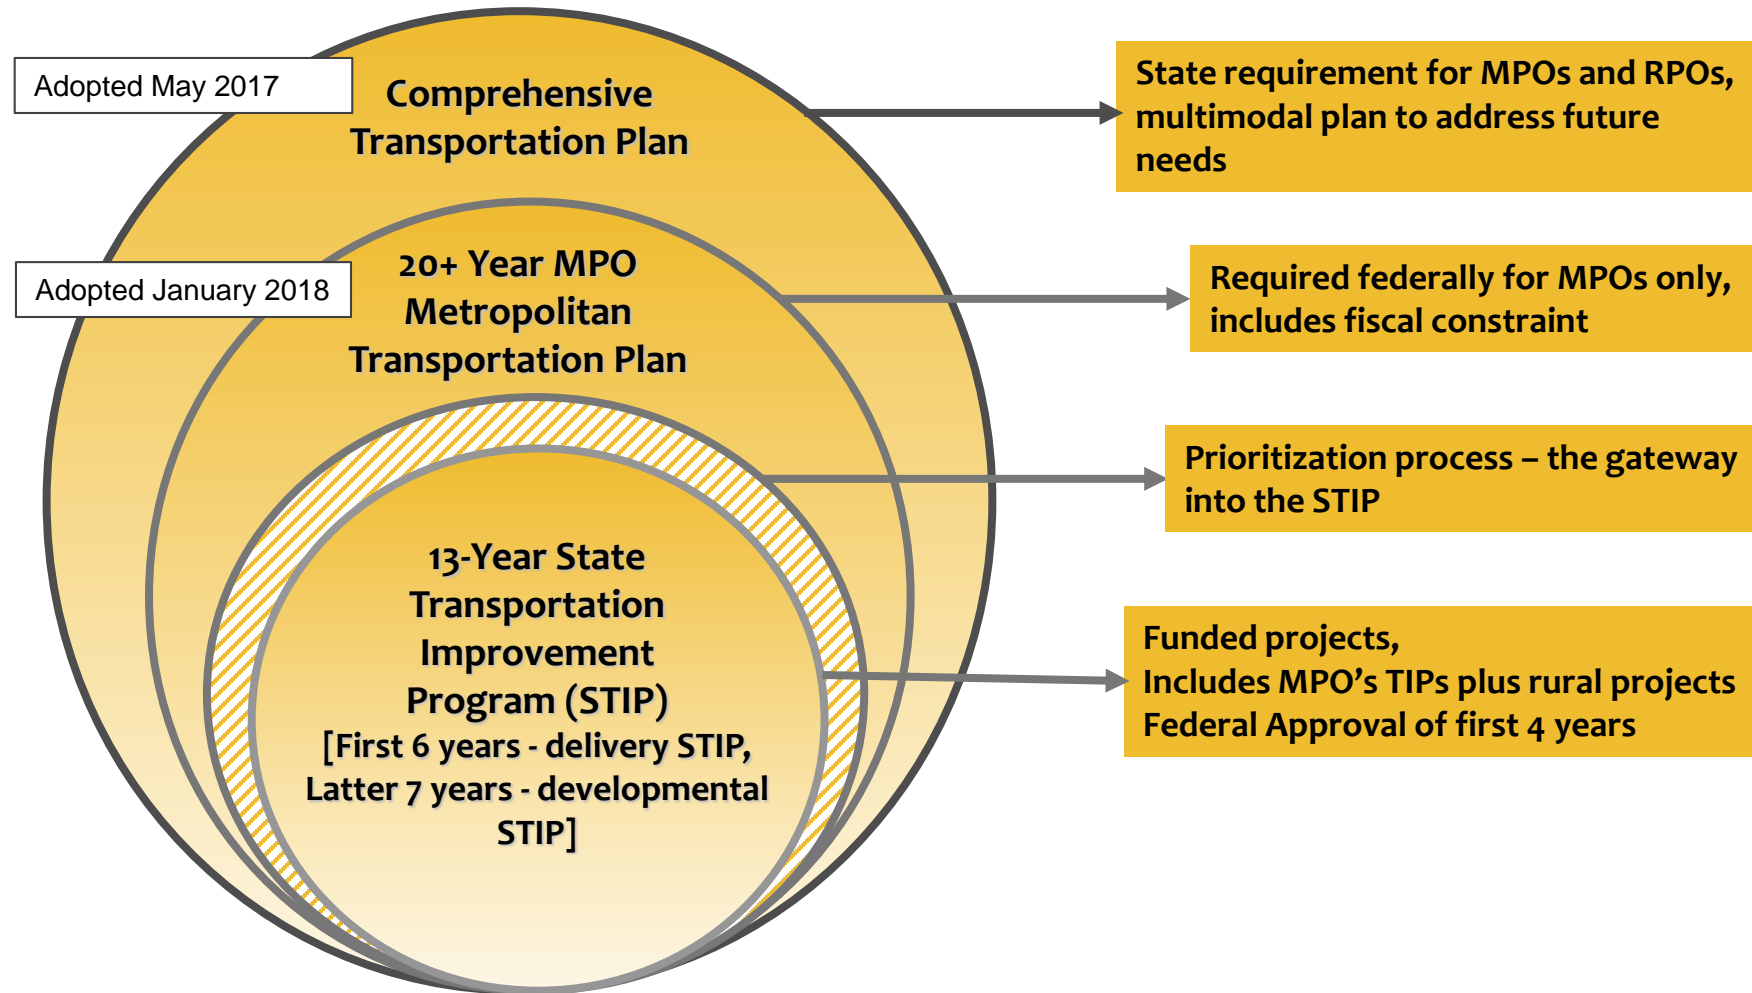 Adopted May 2017
Comprehensive
Transportation Plan
State requirement for MPOs and RPOs,
multimodal plan to address future
needs
Adopted January 2018
20+ Year MPO
Metropolitan
Transportation Plan
Required federally for MPOs only,
includes fiscal constraint
Prioritization process – the gateway
into the STIP
13-Year State
Transportation
Improvement
Program (STIP)
[First 6 years - delivery STIP,
Latter 7 years - developmental
STIP]
Funded projects,
Includes MPO’s TIPs plus rural projects
Federal Approval of first 4 years